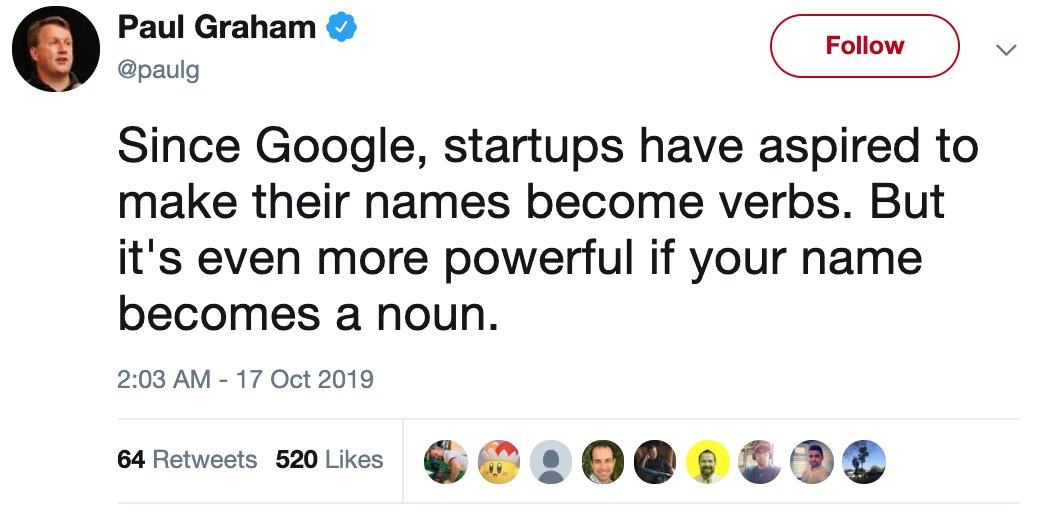 Paul Graham
@paulg
Follow
Since Google, startups have aspired to
make their names become verbs. But
it's even more powerful if your name
becomes a noun.
2:03 AM - 17 Oct 2019
64 Retweets 520 Likes